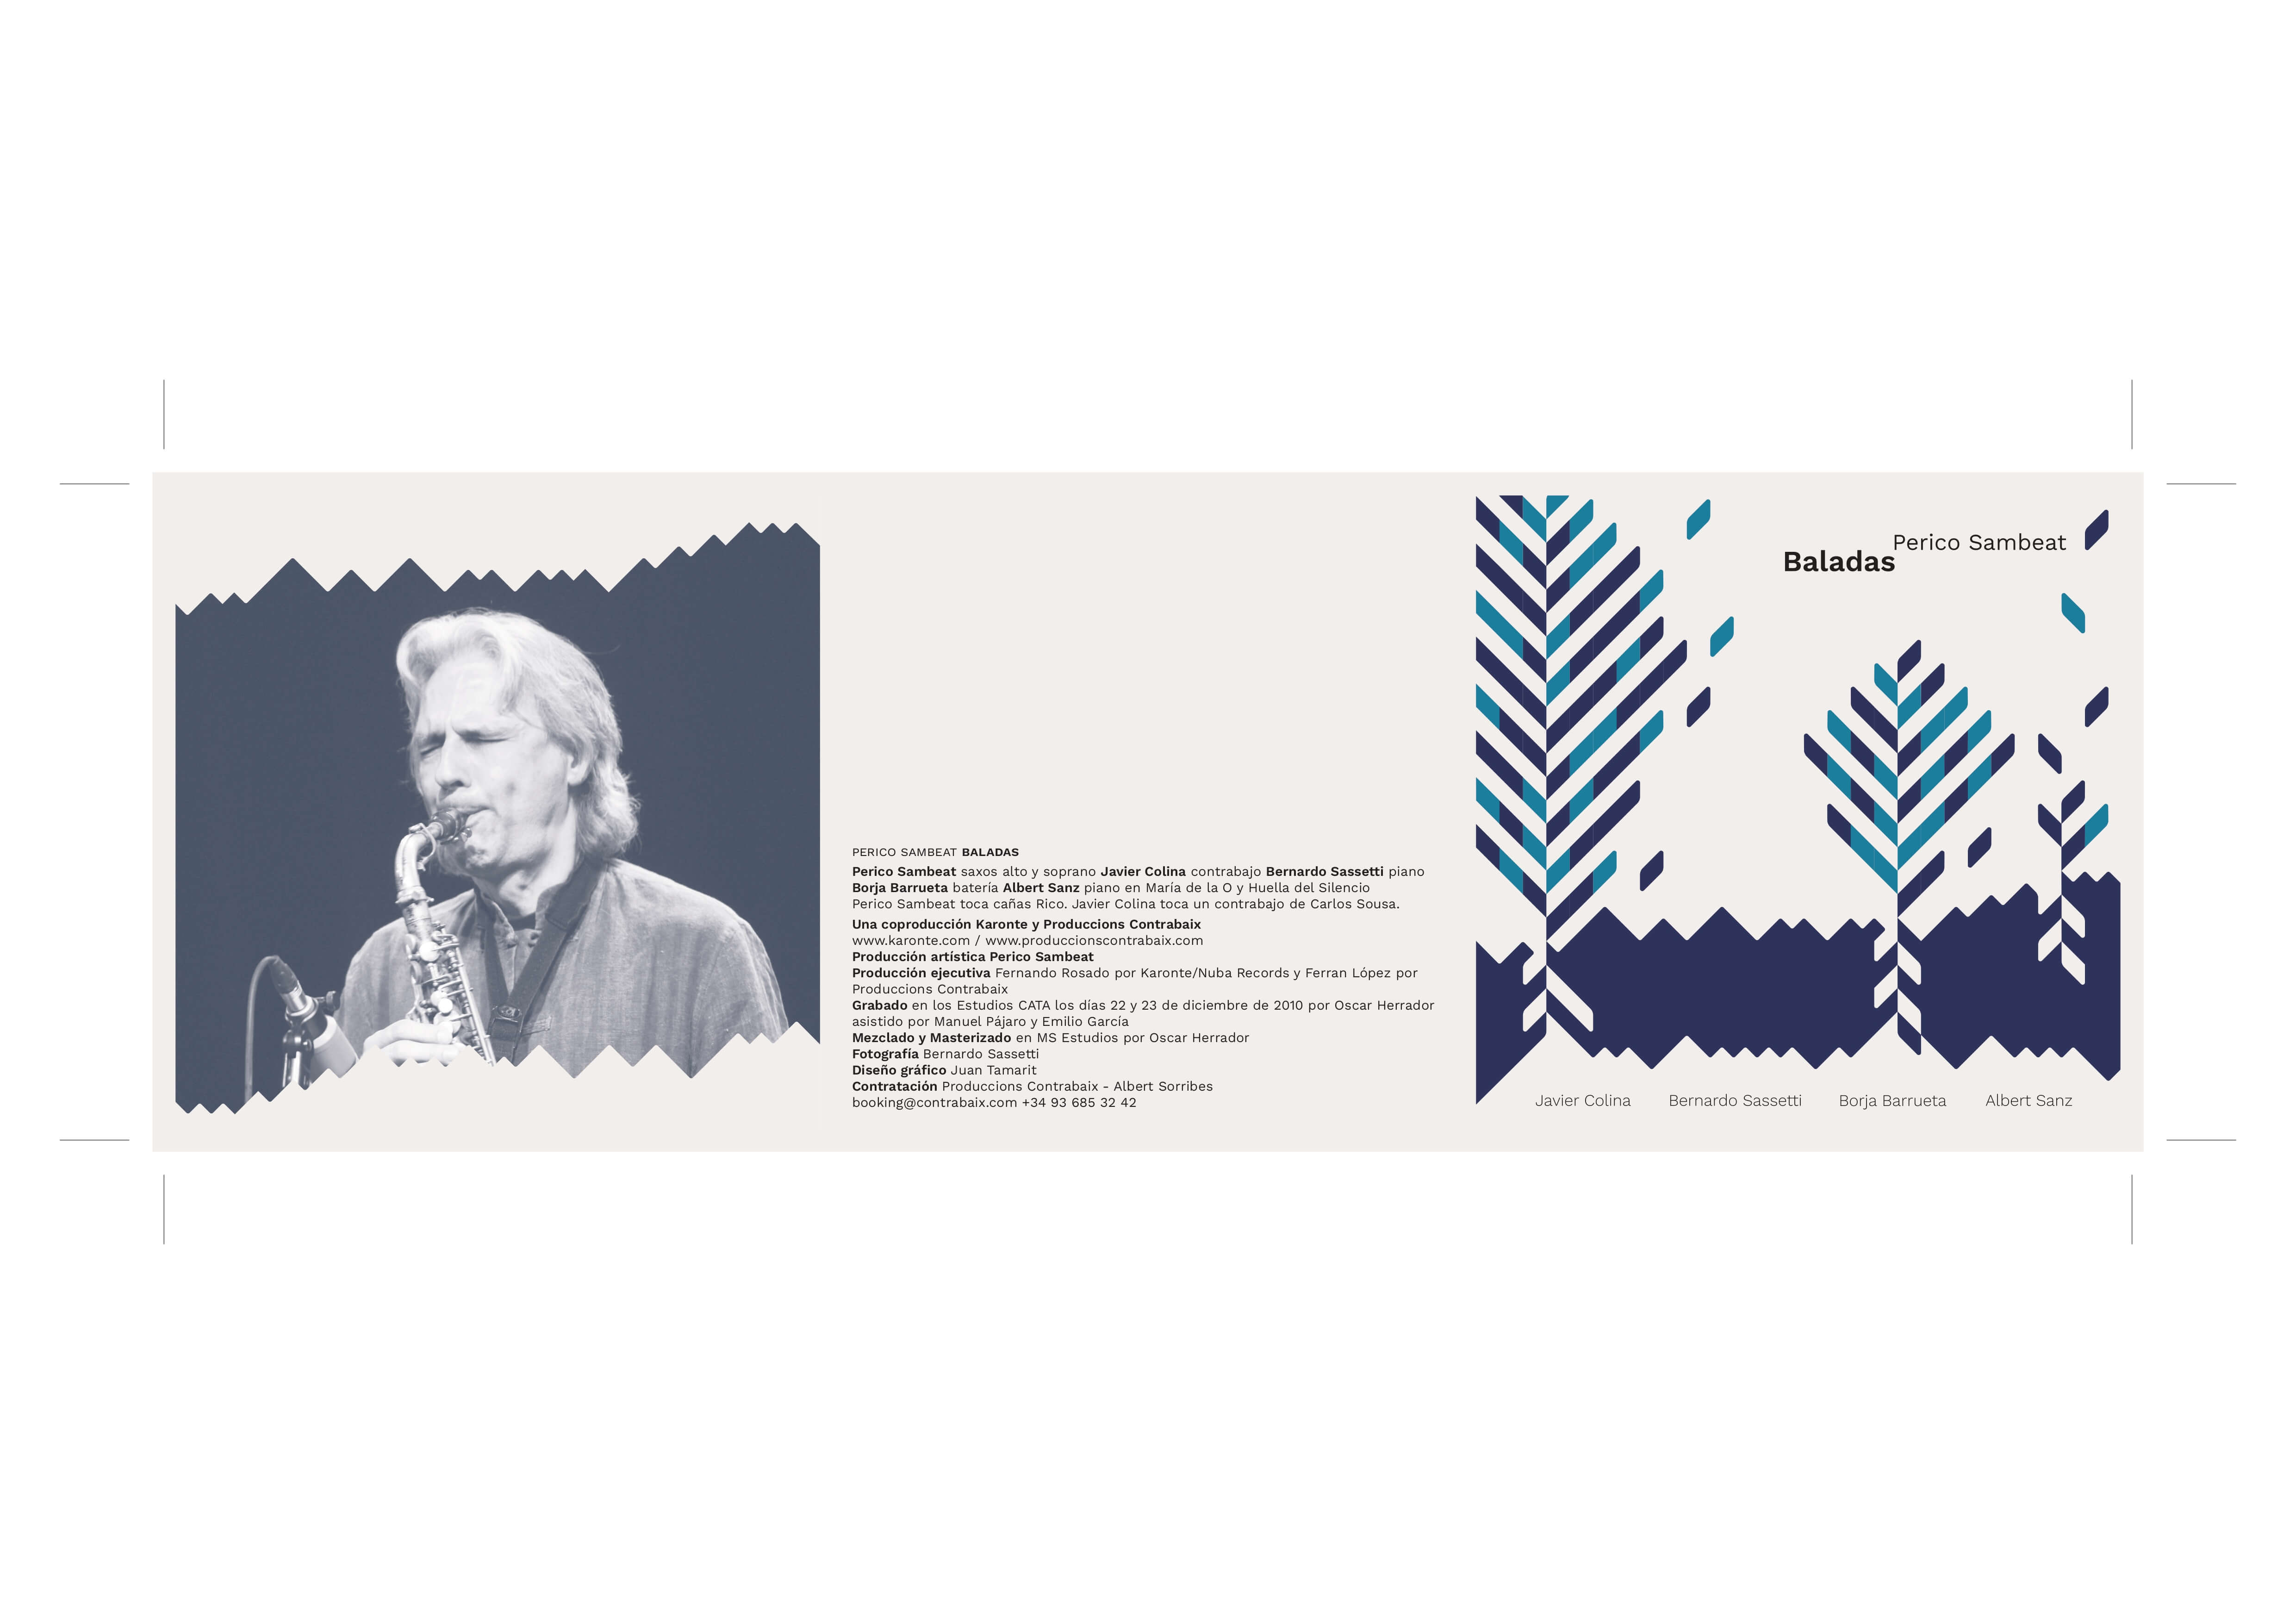 PERICO SAMBEAT BALADAS
Perico Sambeat saxos alto y soprano Javier Colina contrabajo Bernardo Sassetti piano
Borja Barrueta batería Albert Sanz piano en María de la O y Huella del Silencio
Perico Sambeat toca cañas Rico. Javier Colina toca un contrabajo de Carlos Sousa.
Una coproducción Karonte y Produccions Contrabaix
www.karonte.com / www.produccionscontrabaix.com
Producción artística Perico Sambeat
Producción ejecutiva Fernando Rosado por Karonte/Nuba Records y Ferran López por
Produccions Contrabaix
Grabado en los Estudios CATA los días 22 y 23 de diciembre de 2010 por Oscar Herrador
asistido por Manuel Pájaro y Emilio García
Mezclado y Masterizado en MS Estudios por Oscar Herrador
Fotografía Bernardo Sassetti
Diseño gráfico Juan Tamarit
Contratación Produccions Contrabaix - Albert Sorribes
booking@contrabaix.com +34 93 685 32 42
Perico Sambeat
Baladas
Javier Colina Bernardo Sassetti Borja Barrueta Albert Sanz